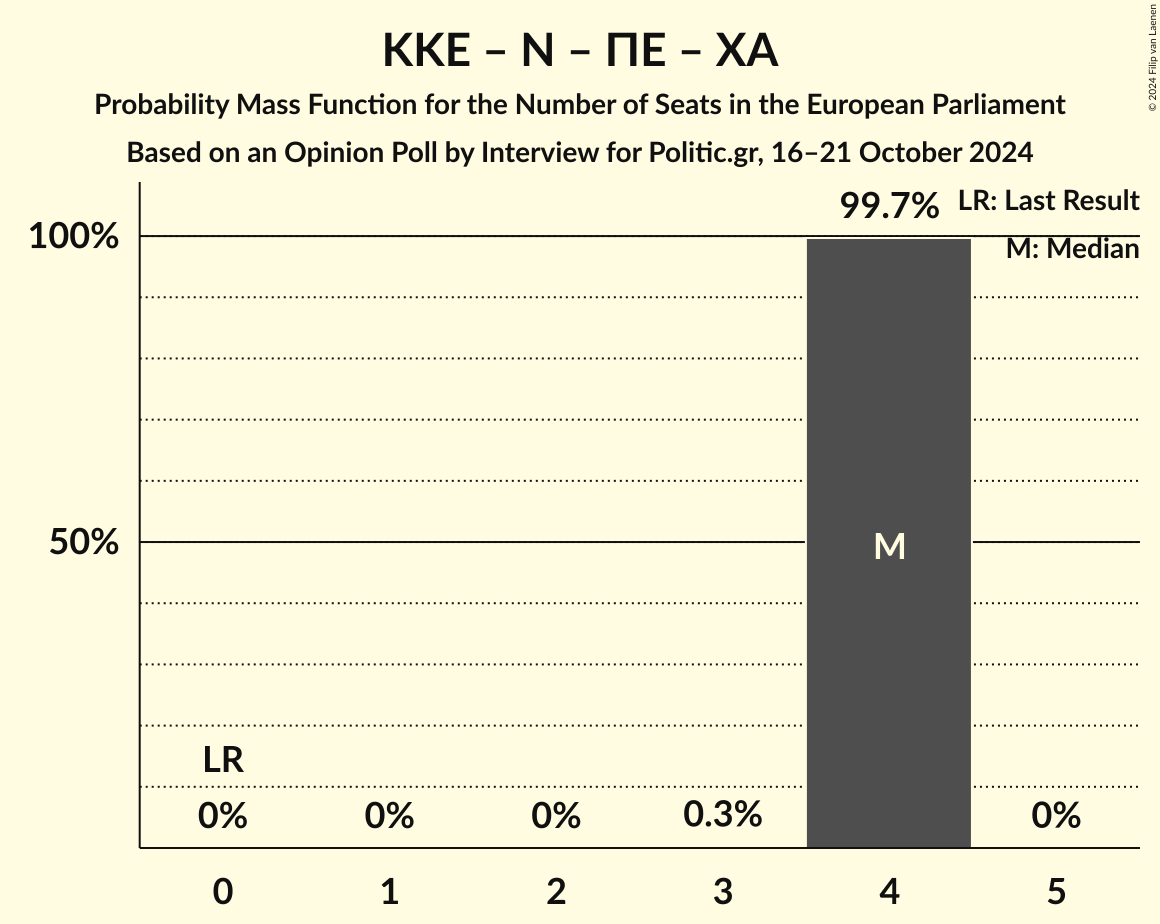 ΚΚΕ – Ν – ΠΕ – ΧΑ
Probability Mass Function for the Number of Seats in the European Parliament
Based on an Opinion Poll by Interview for Politic.gr, 16–21 October 2024
© 2024 Filip van Laenen
99.7%
LR: Last Result
M: Median
100%
50%
M
LR
0% 0% 0% 0.3% 0%
0 1 2 3 4 5